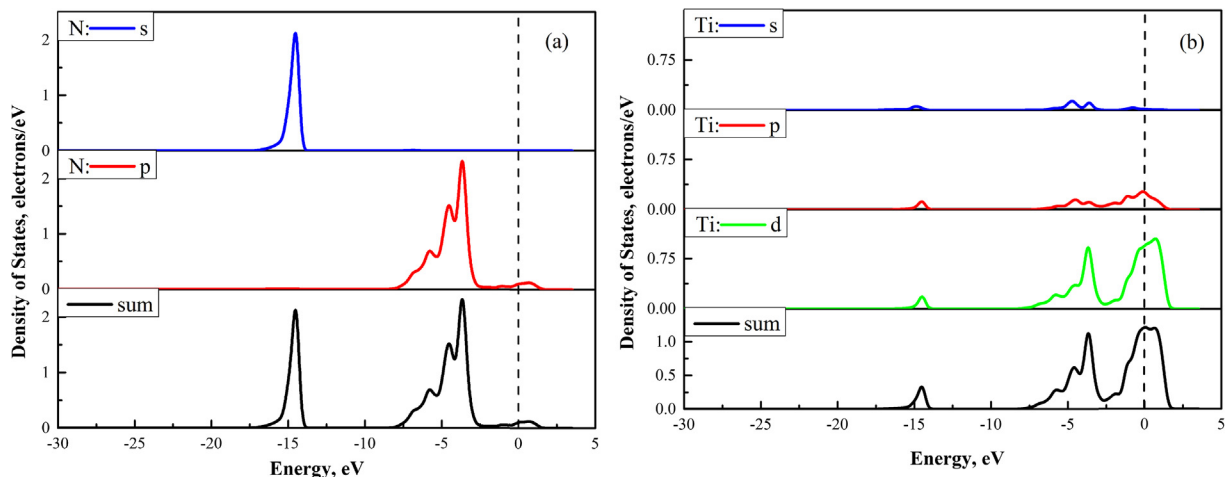 N: s
(a)
2
1
0
N: p
2
1
0
sum
2
1
0
-30 -25 -20 -15 -10 -5 0 5
Energy, eV
Density of States, electrons/eV
Ti: s
(b)
0.75
0.00
Ti: p
0.75
0.00
Ti: d
0.75
0.00
sum
1.0
0.5
0.0
-30 -25 -20 -15 -10 -5 0 5
Energy, eV
Density of States, electrons/eV